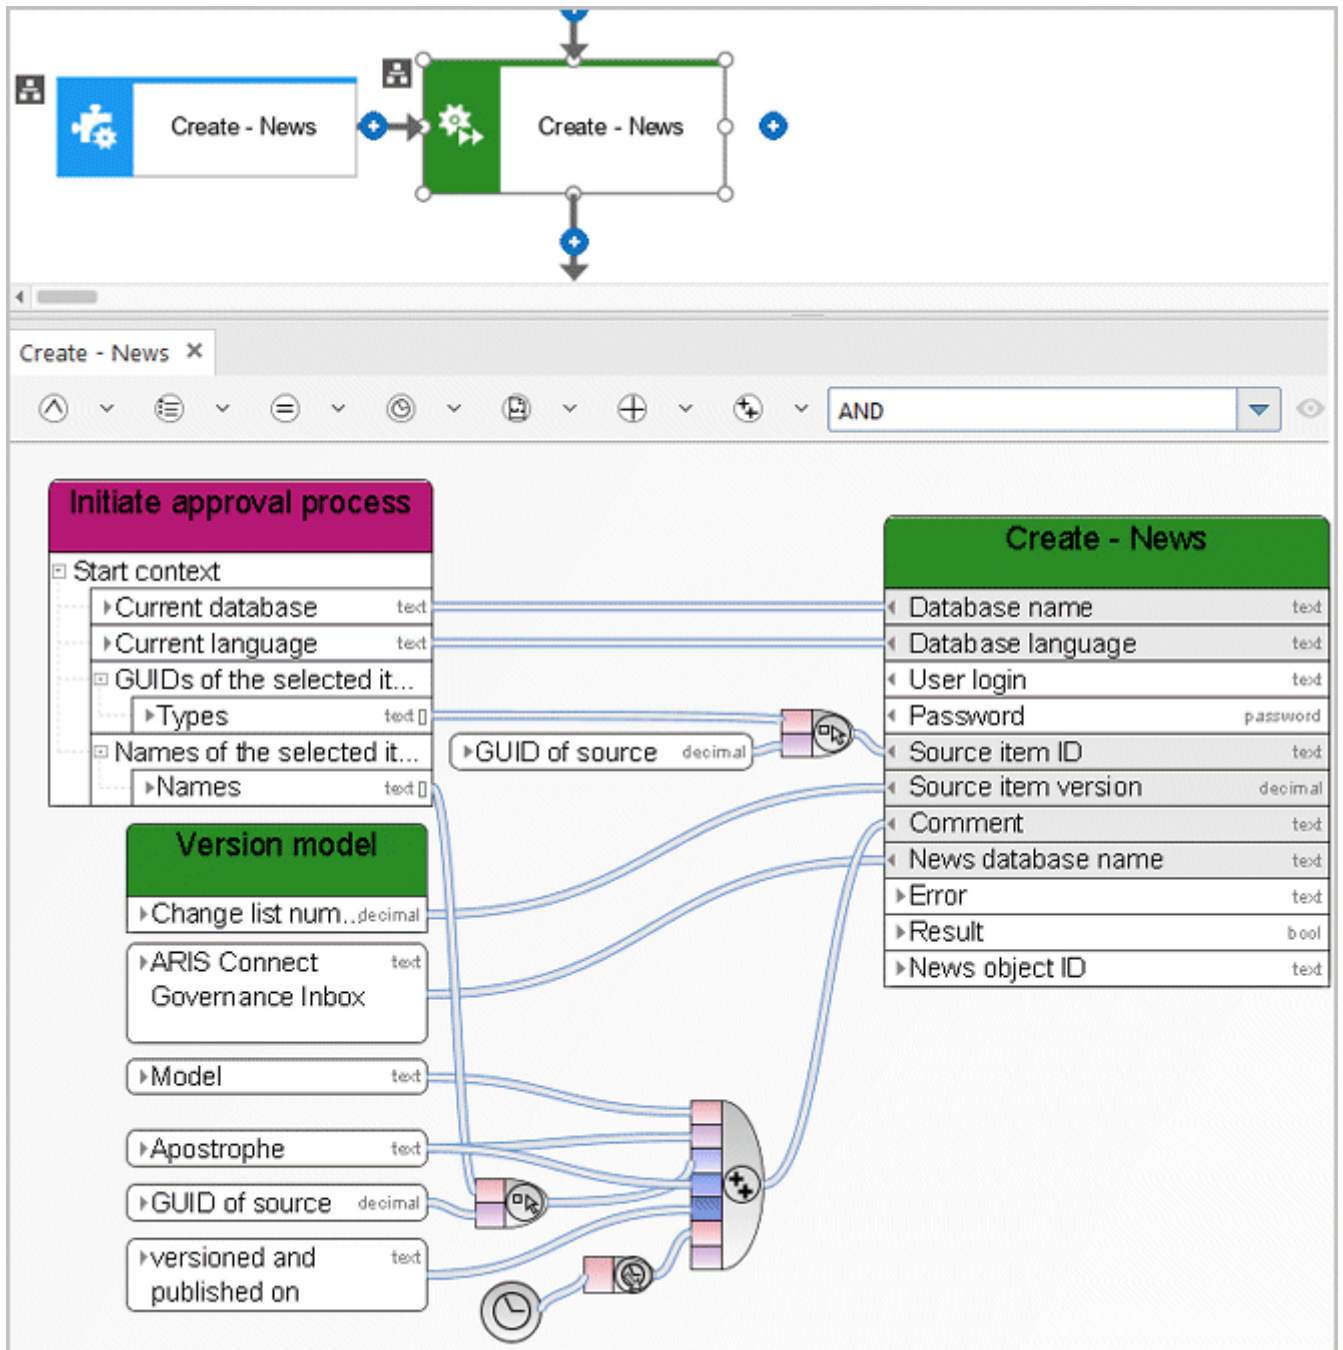 Create - News
Create - News
Create - News ×
AND
Initiate approval process
Start context
Current database text
Current language text
GUIDs of the selected it...
Types text []
Names of the selected it...
Names text []
GUID of source decimal
Create - News
Database name text
Database language text
User login text
Password password
Source item ID text
Source item version decimal
Comment text
News database name text
Error text
Result bool
News object ID text
Version model
Change list num... decimal
ARIS Connect text
Governance Inbox
Model text
Apostrophe text
GUID of source decimal
versioned and text
published on